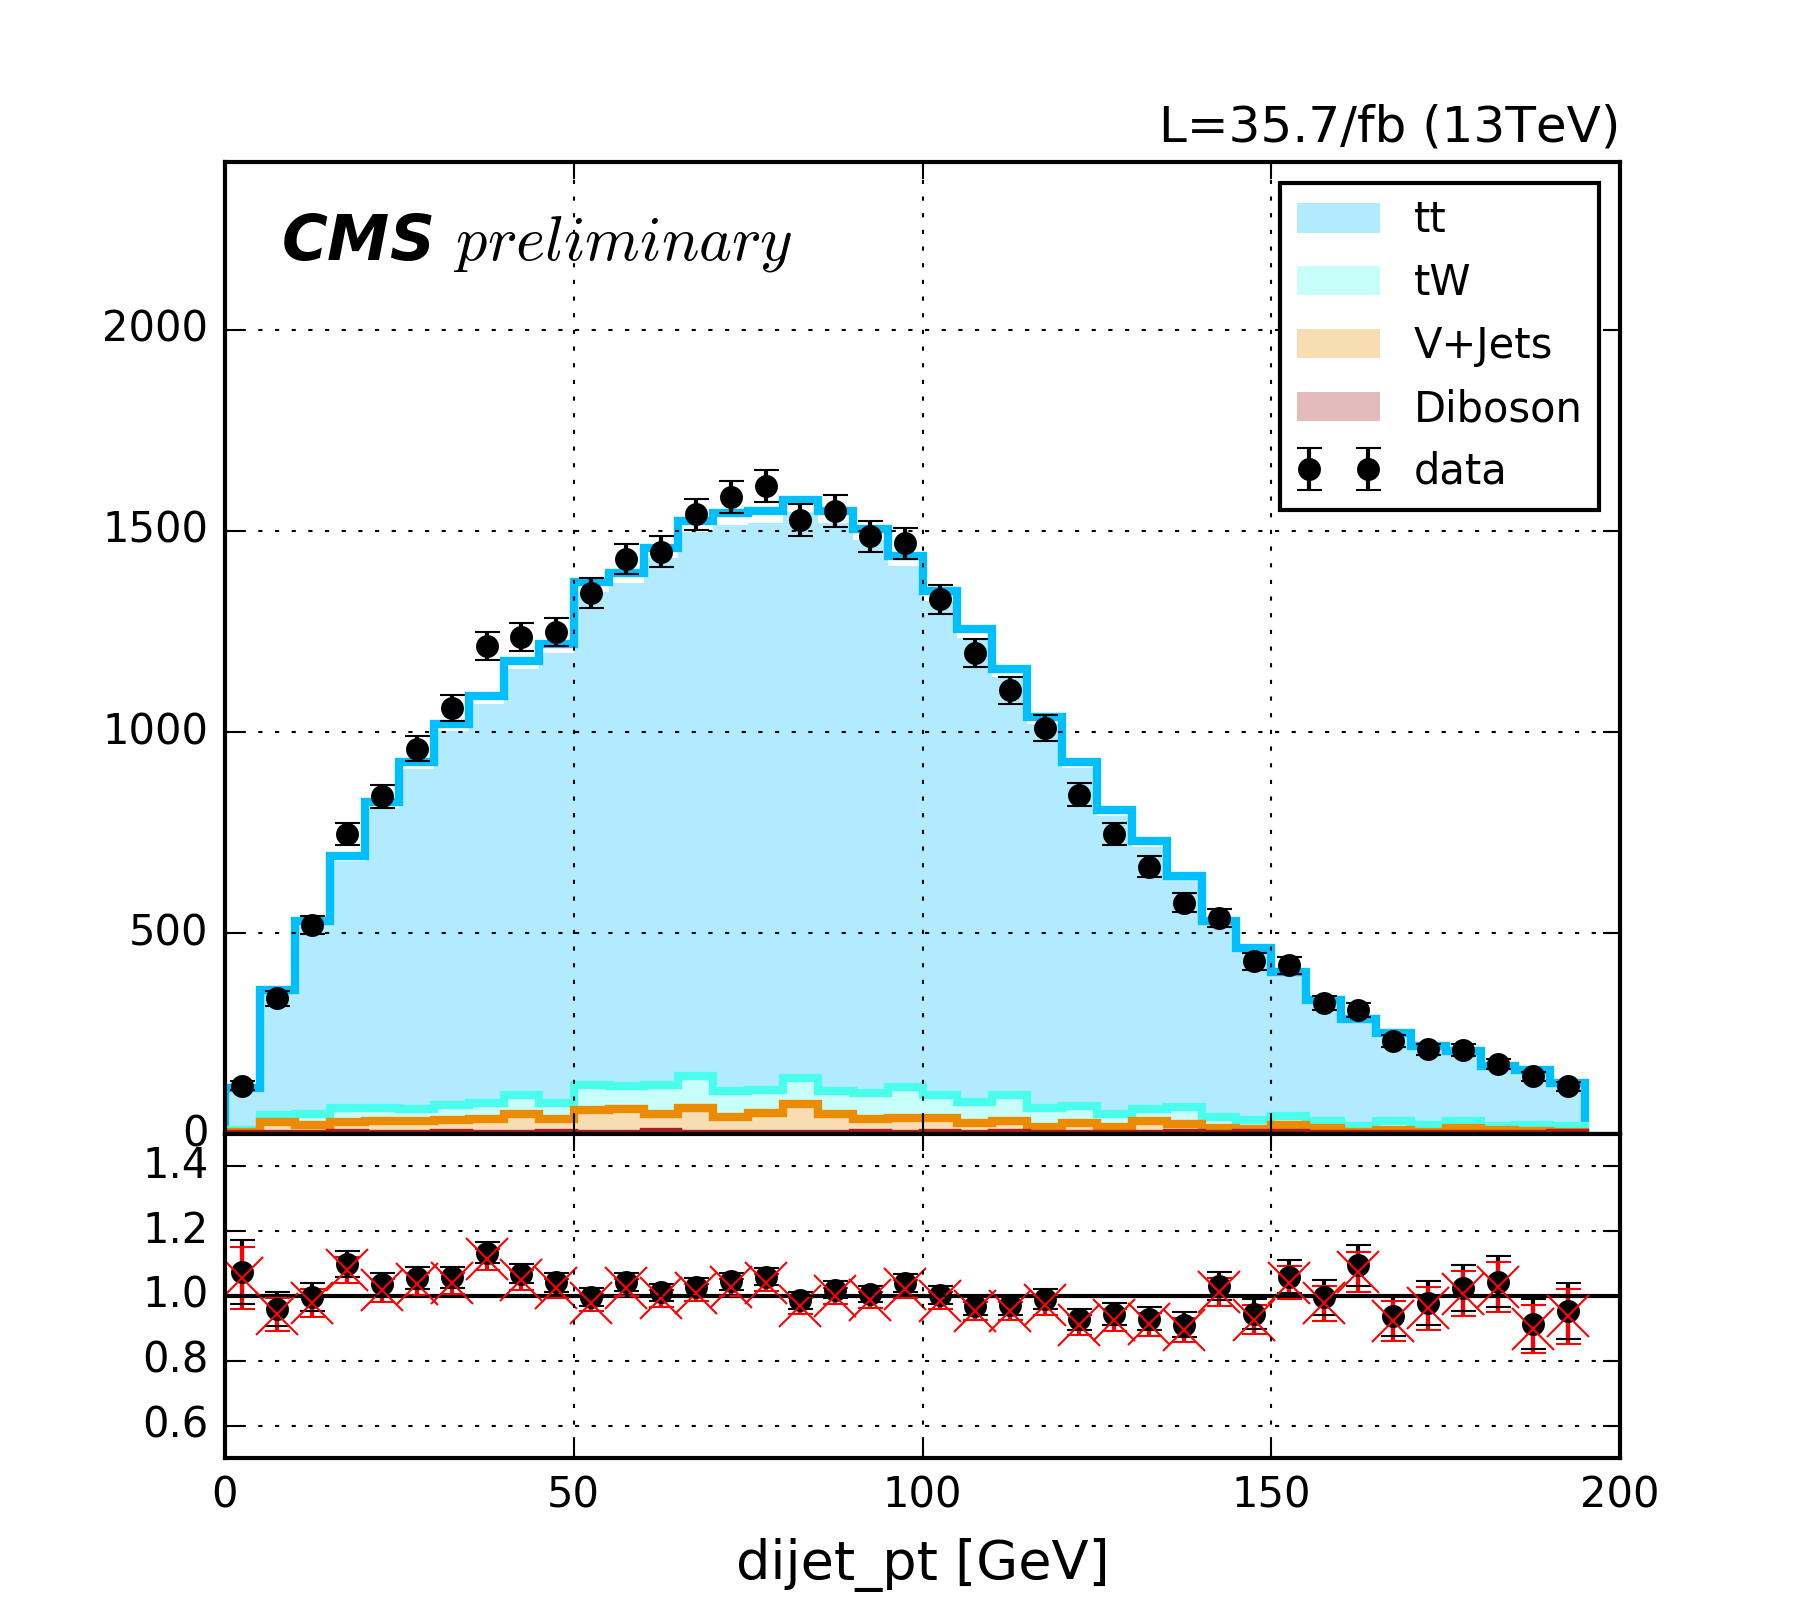 L=35.7/fb (13TeV)
CMS preliminary
tt
tW
V+Jets
Diboson
data
2000
1500
1000
500
0
1.4
1.2
1.0
0.8
0.6
0 50 100 150 200
dijet_pt [GeV]